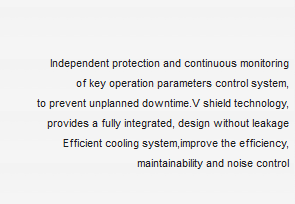 Independent protection and continuous monitoring
of key operation parameters control system,
to prevent unplanned downtime.V shield technology,
provides a fully integrated, design without leakage
Efficient cooling system,improve the efficiency,
maintainability and noise control